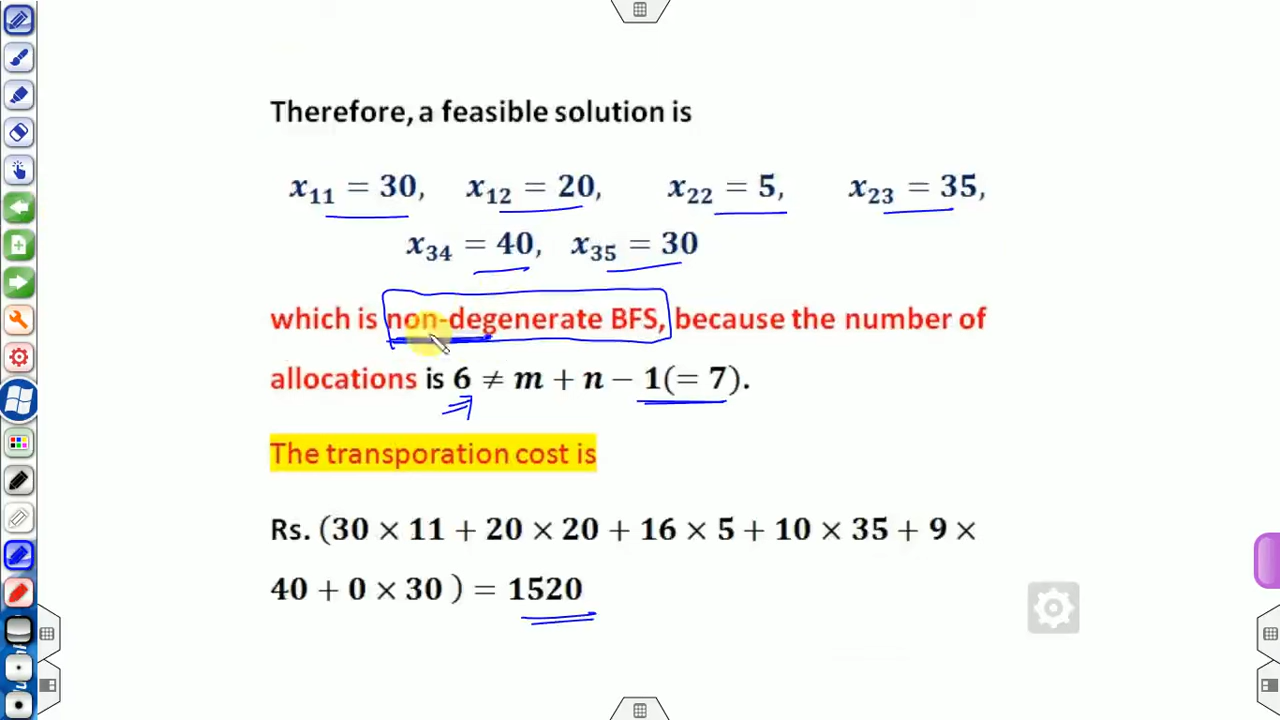 Therefore, a feasible solution is
x₁₁ = 30, x₁₂ = 20, x₂₂ = 5, x₂₃ = 35,
x₃₄ = 40, x₃₅ = 30
which is non-degenerate BFS, because the number of
allocations is 6 ≠ m + n − 1(= 7).
The transporation cost is
Rs. (30 × 11 + 20 × 20 + 16 × 5 + 10 × 35 + 9 ×
40 + 0 × 30 ) = 1520